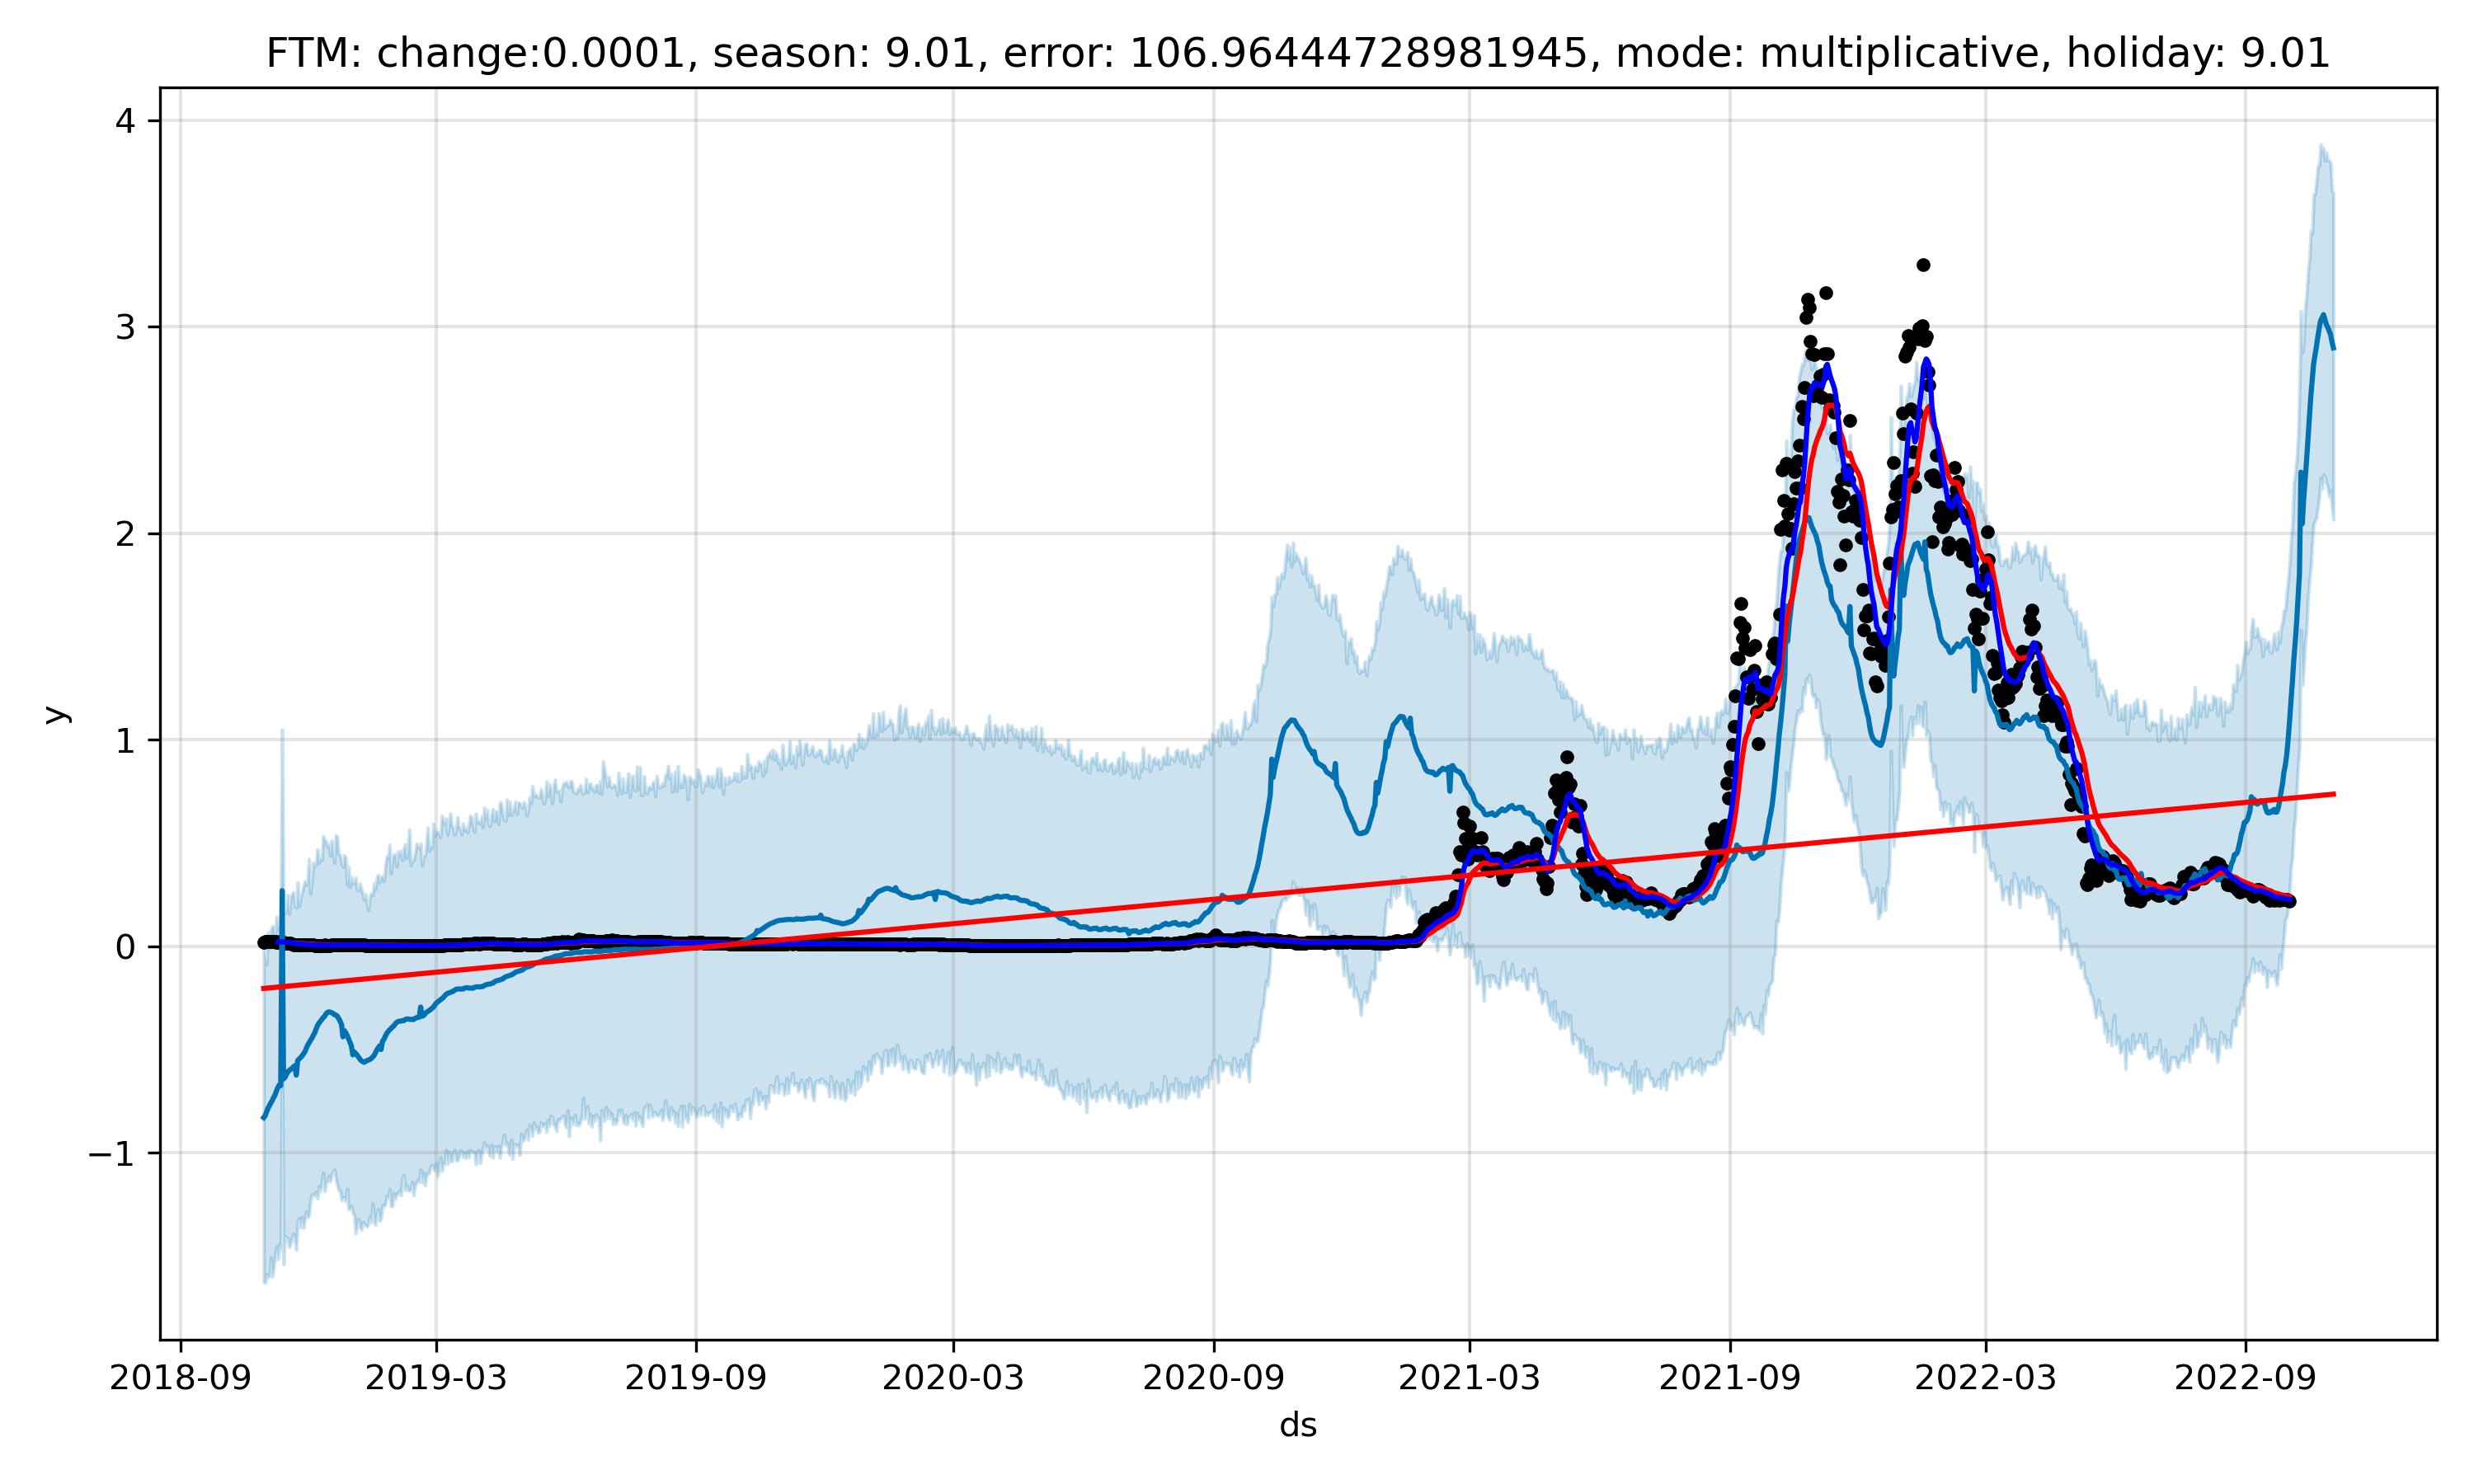 FTM: change:0.0001, season: 9.01, error: 106.96444728981945, mode: multiplicative, holiday: 9.01
4
3
2
1
0
−1
y
2018-09 2019-03 2019-09 2020-03 2020-09 2021-03 2021-09 2022-03 2022-09
ds